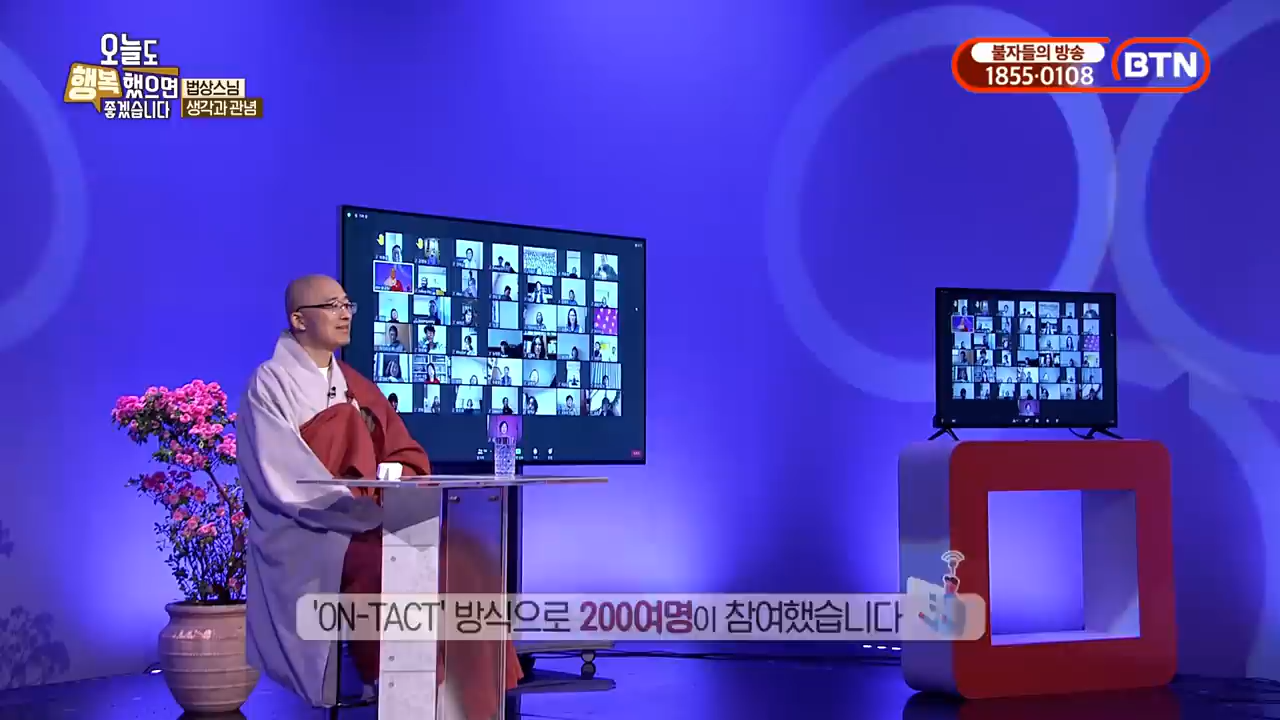 오늘도
행복했으면
좋겠습니다
법상스님
생각과 관념
불자들의 방송
1855·0108
BTN
'ON-TACT' 방식으로 200여명이 참여했습니다